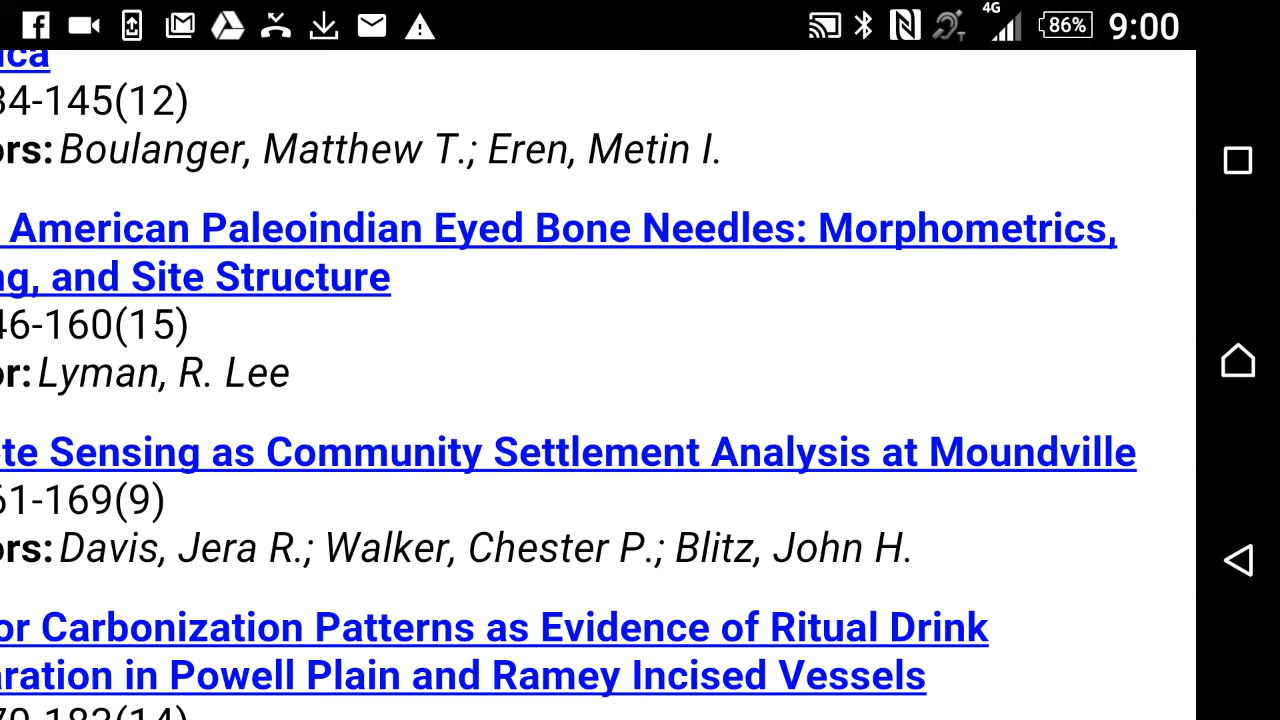 4G 86% 9:00
ica
34-145(12)
ors: Boulanger, Matthew T.; Eren, Metin I.
American Paleoindian Eyed Bone Needles: Morphometrics,
ng, and Site Structure
46-160(15)
or: Lyman, R. Lee
te Sensing as Community Settlement Analysis at Moundville
61-169(9)
ors: Davis, Jera R.; Walker, Chester P.; Blitz, John H.
or Carbonization Patterns as Evidence of Ritual Drink
aration in Powell Plain and Ramey Incised Vessels
70-183(14)